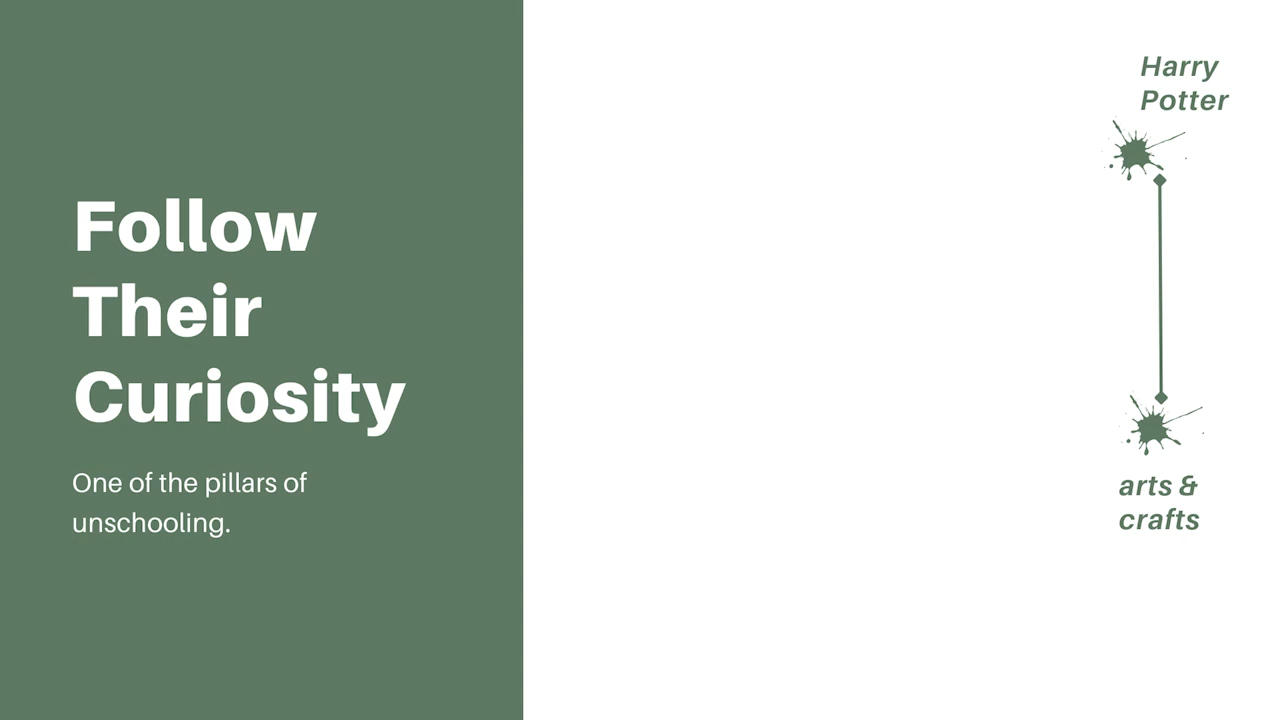 Follow
Their
Curiosity
One of the pillars of
unschooling.
Harry
Potter
arts &
crafts